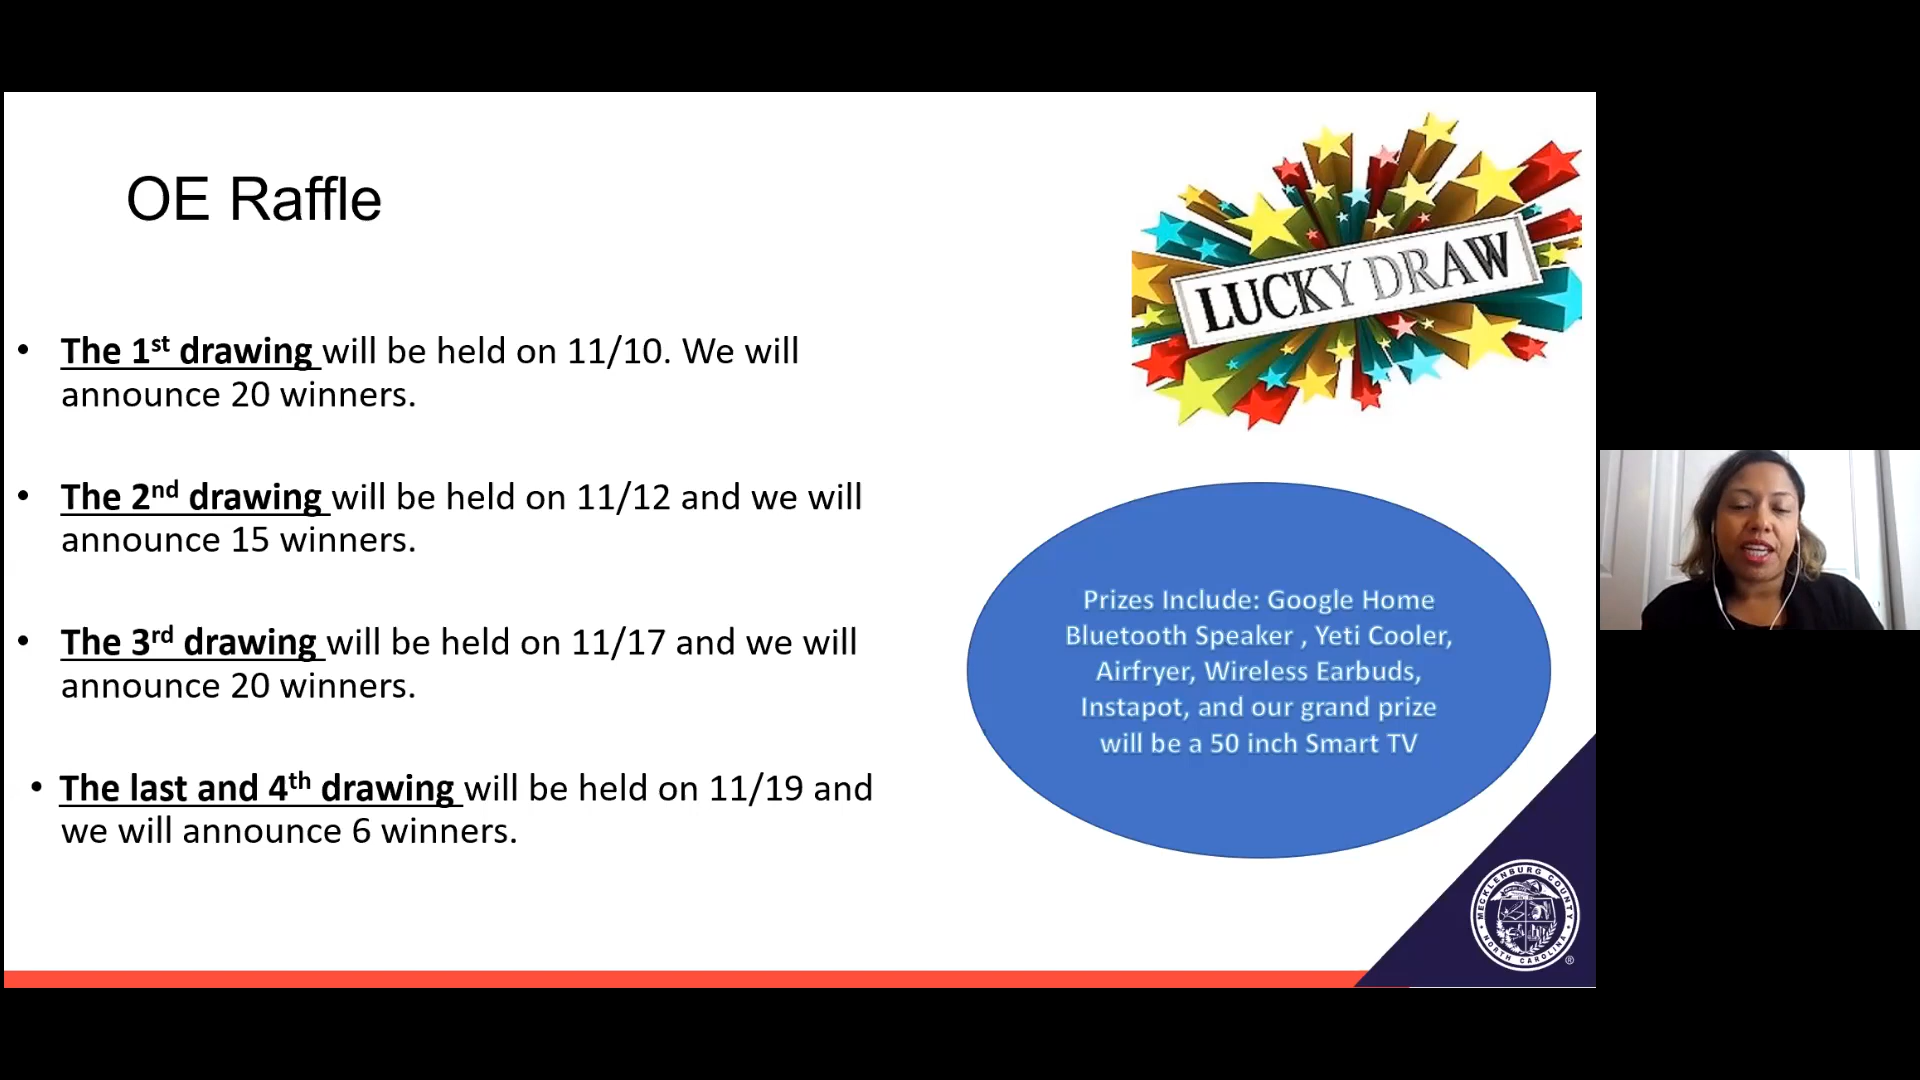 OE Raffle
LUCKY DRAW
• The 1st drawing will be held on 11/10. We will
announce 20 winners.
• The 2nd drawing will be held on 11/12 and we will
announce 15 winners.
• The 3rd drawing will be held on 11/17 and we will
announce 20 winners.
• The last and 4th drawing will be held on 11/19 and
we will announce 6 winners.
Prizes Include: Google Home
Bluetooth Speaker , Yeti Cooler,
Airfryer, Wireless Earbuds,
Instapot, and our grand prize
will be a 50 inch Smart TV
MECKLENBURG COUNTY
NORTH CAROLINA
®